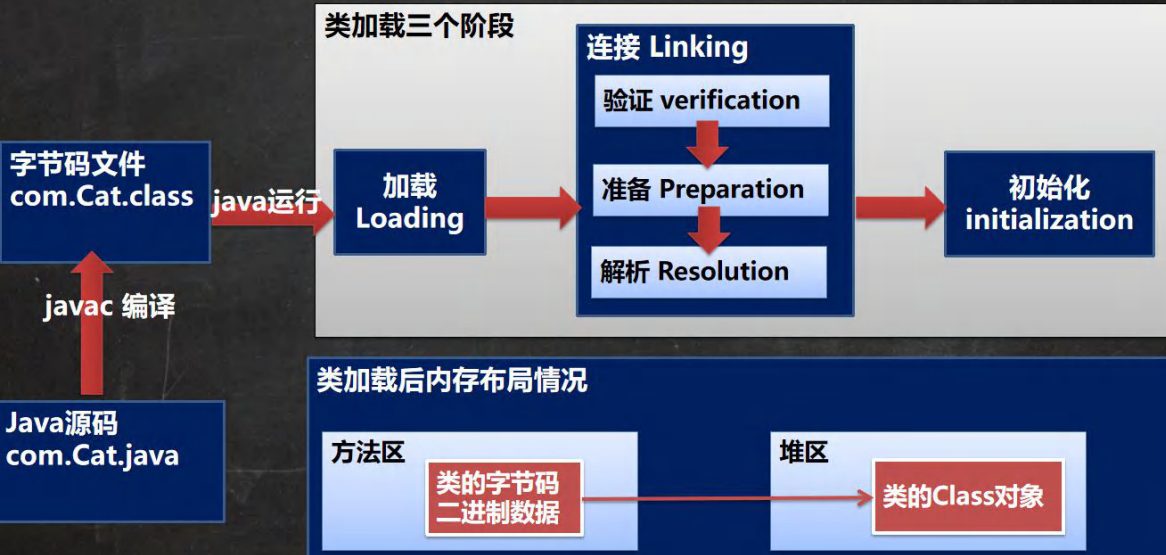 类加载三个阶段
连接 Linking
验证 verification
准备 Preparation
解析 Resolution
字节码文件
com.Cat.class
java运行
加载
Loading
初始化
initialization
javac 编译
Java源码
com.Cat.java
类加载后内存布局情况
方法区
类的字节码
二进制数据
堆区
类的Class对象